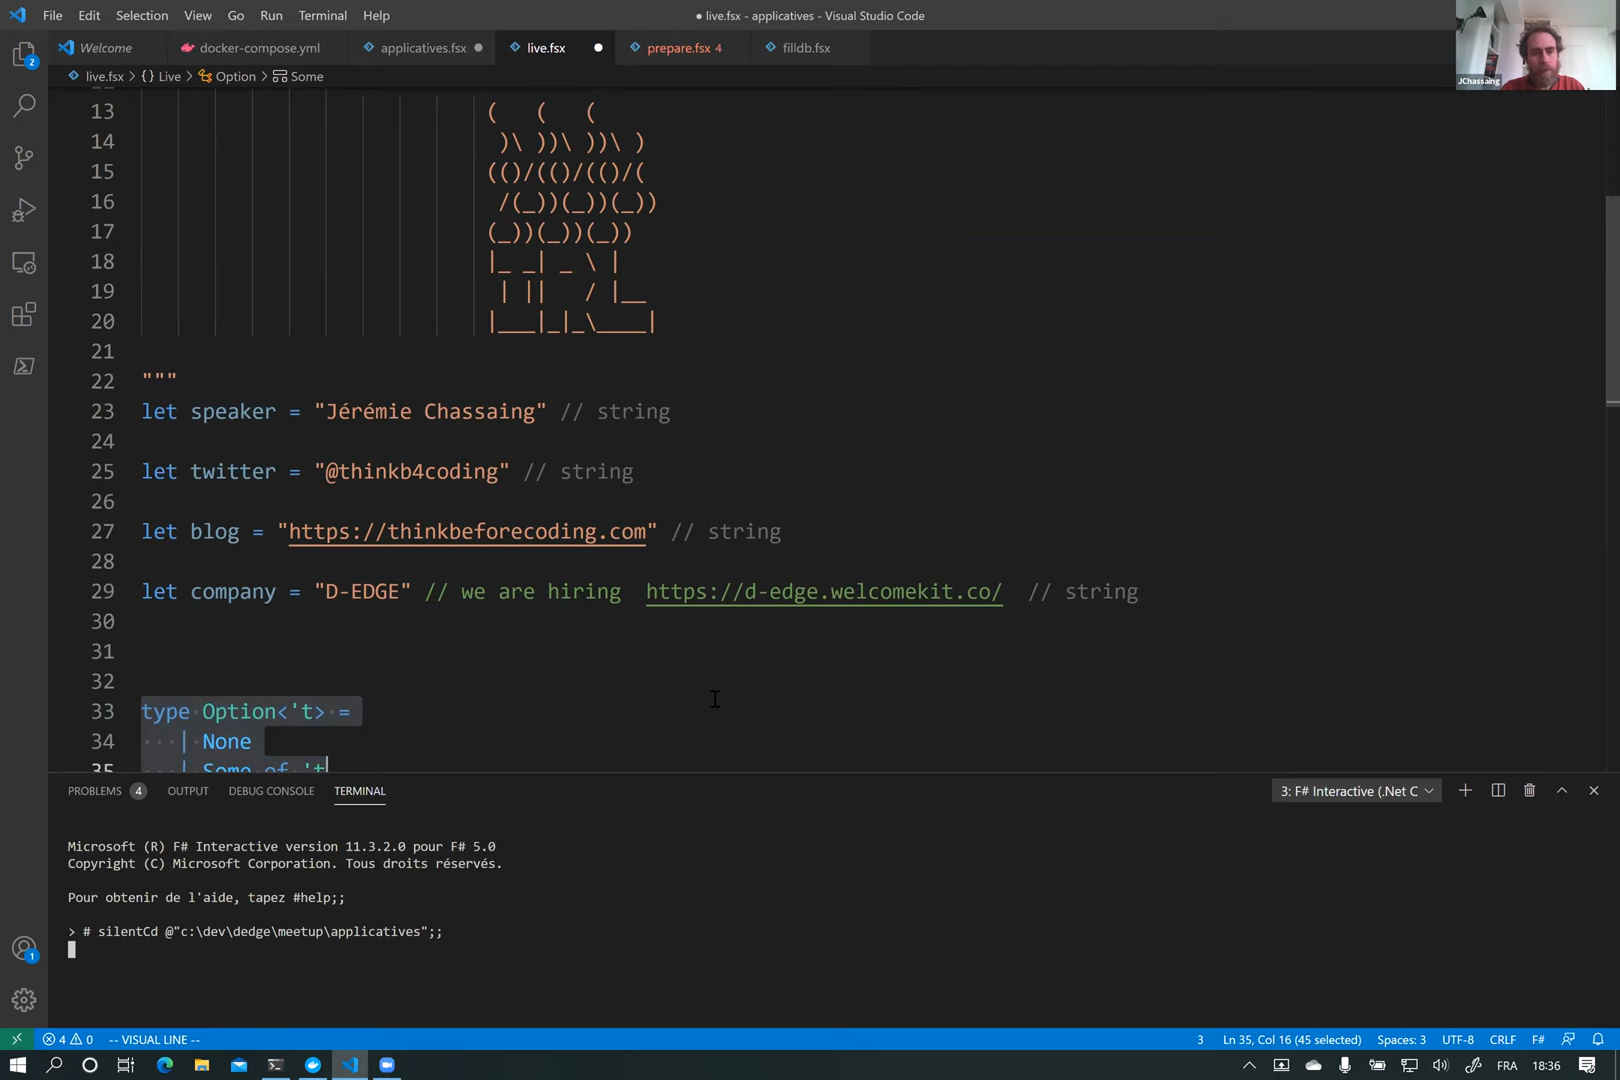 File Edit Selection View Go Run Terminal Help
● live.fsx - applicatives - Visual Studio Code
Welcome docker-compose.yml applicatives.fsx live.fsx prepare.fsx 4 filldb.fsx
live.fsx > {} Live > Option > Some
JChassaing
2
13 (   (   (
14 )\ ))\ ))\ )
15 (()/(()/(()/(
16 /(_))(_))(_))
17 (_))(_))(_))
18 |_ _| _ \ |
19 | ||   / |__
20 |___|_|_\____|
21
22 """
23 let speaker = "Jérémie Chassaing" // string
24
25 let twitter = "@thinkb4coding" // string
26
27 let blog = "https://thinkbeforecoding.com" // string
28
29 let company = "D-EDGE" // we are hiring  https://d-edge.welcomekit.co/  // string
30
31
32
33 type Option<'t> =
34 | None
35 | Some of 't
PROBLEMS 4 OUTPUT DEBUG CONSOLE TERMINAL 3: F# Interactive (.Net C
Microsoft (R) F# Interactive version 11.3.2.0 pour F# 5.0
Copyright (C) Microsoft Corporation. Tous droits réservés.
Pour obtenir de l'aide, tapez #help;;
> # silentCd @"c:\dev\dedge\meetup\applicatives";;
1
4 0 -- VISUAL LINE -- 3 Ln 35, Col 16 (45 selected) Spaces: 3 UTF-8 CRLF F#
FRA 18:36